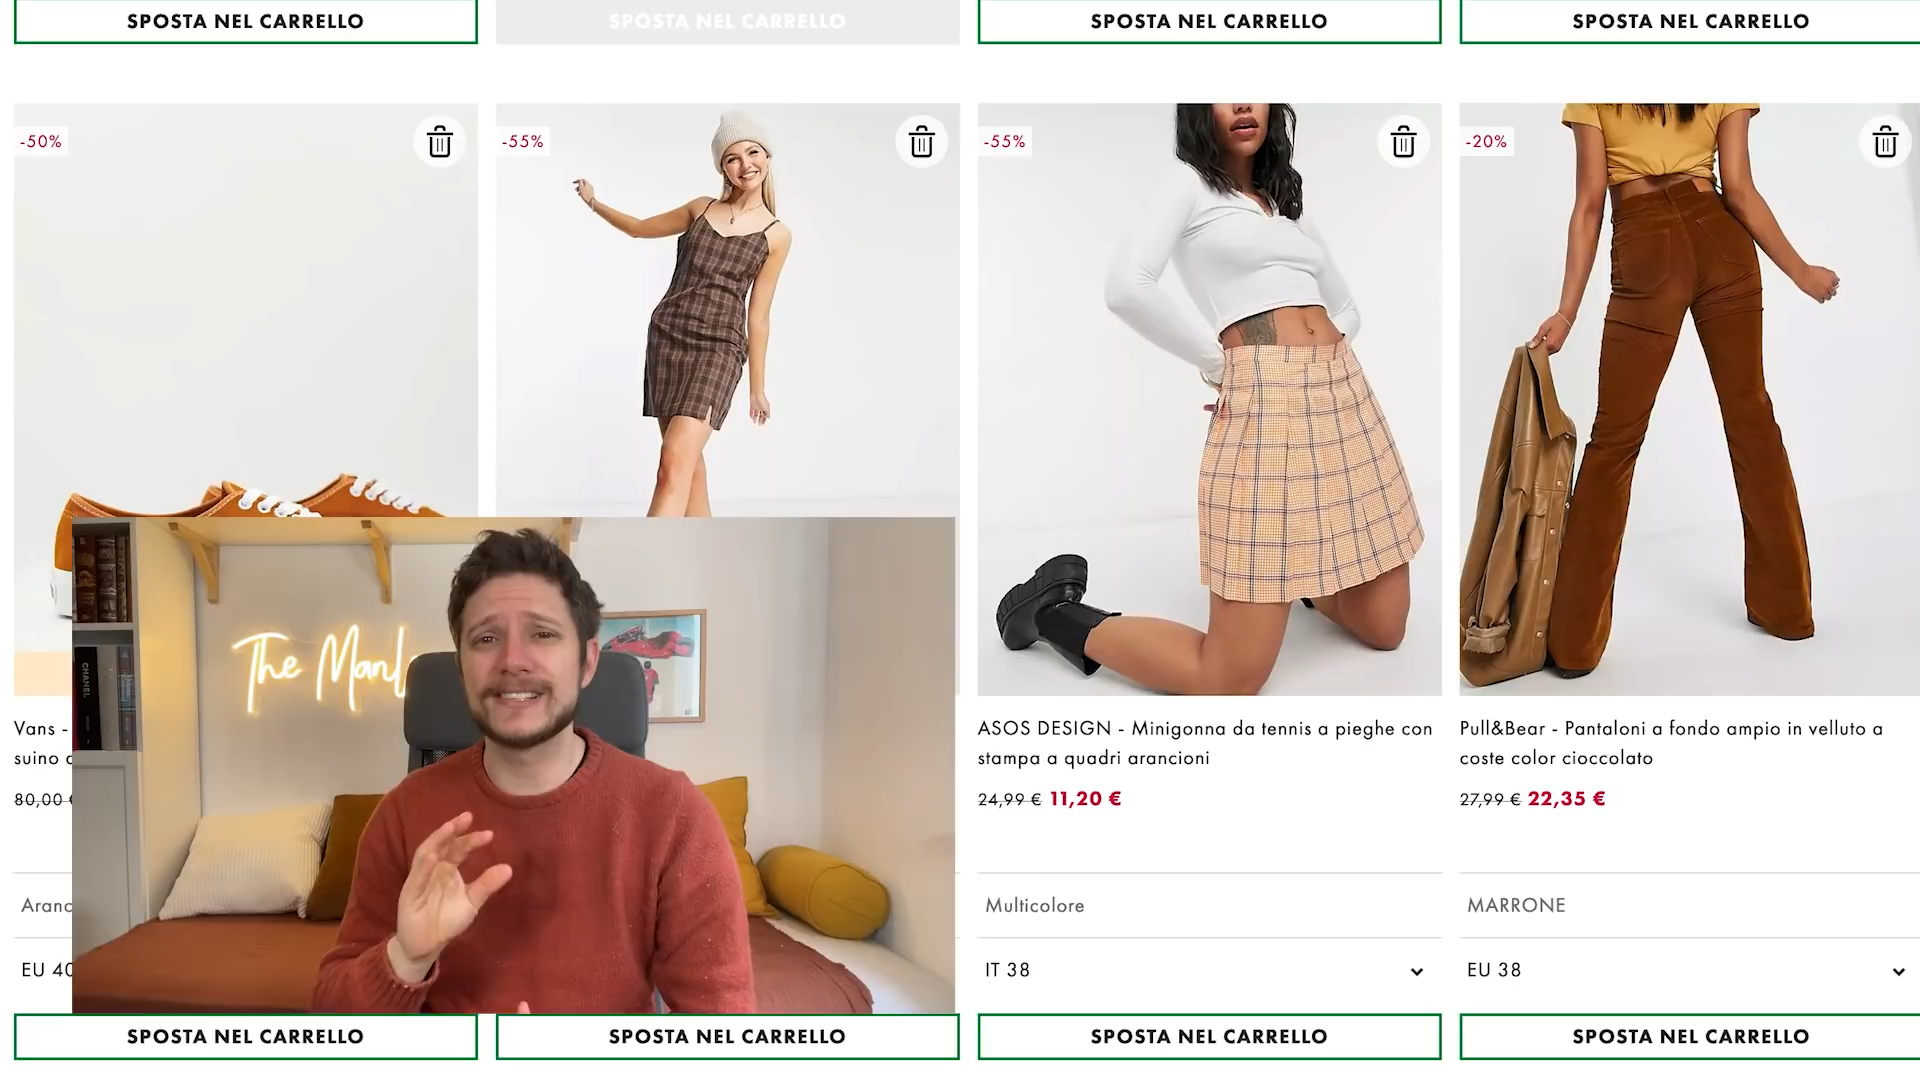 SPOSTA NEL CARRELLO
SPOSTA NEL CARRELLO
SPOSTA NEL CARRELLO
SPOSTA NEL CARRELLO
-50%
-55%
-55%
-20%
The
CHANEL
Vans -
suino
80,00
ASOS DESIGN - Minigonna da tennis a pieghe con
stampa a quadri arancioni
24,99 € 11,20 €
Pull&Bear - Pantaloni a fondo ampio in velluto a
coste color cioccolato
27,99 € 22,35 €
Multicolore
MARRONE
EU 40
IT 38
EU 38
SPOSTA NEL CARRELLO
SPOSTA NEL CARRELLO
SPOSTA NEL CARRELLO
SPOSTA NEL CARRELLO